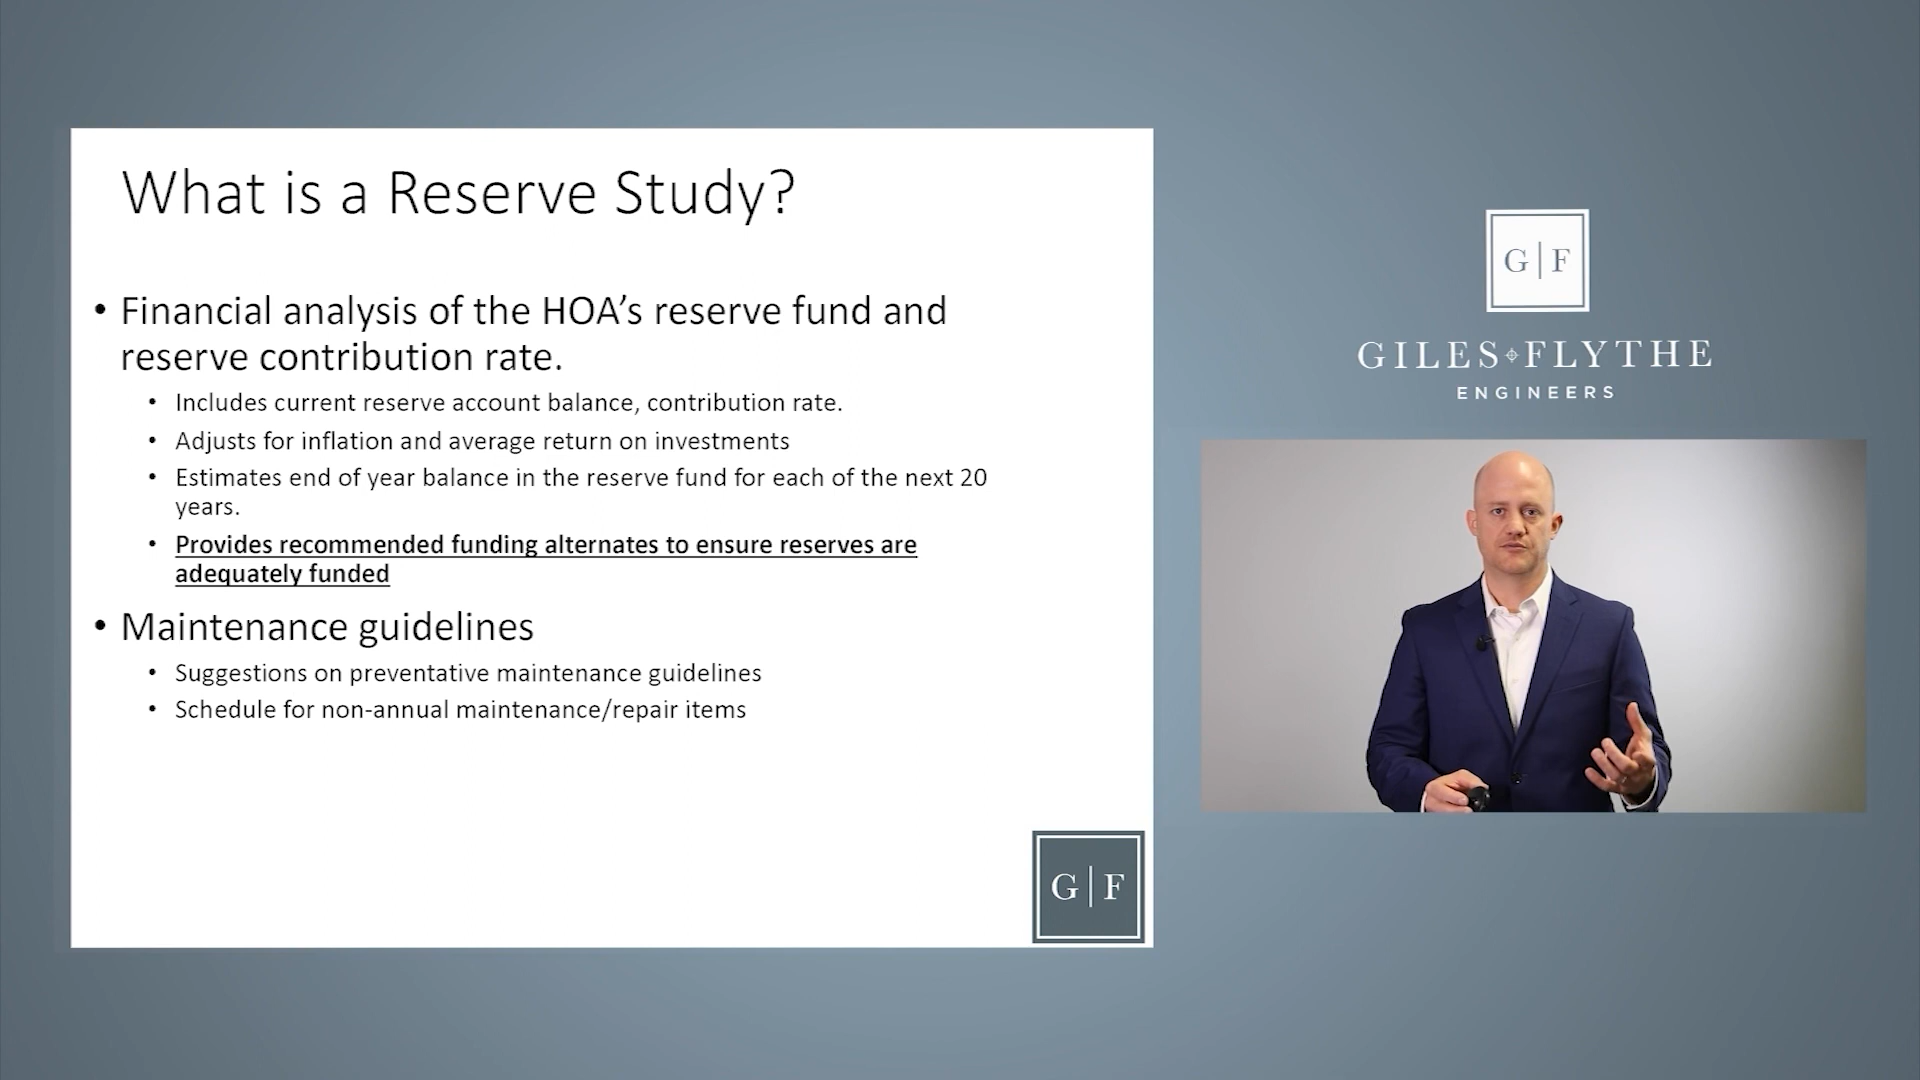 What is a Reserve Study?
• Financial analysis of the HOA’s reserve fund and
reserve contribution rate.
• Includes current reserve account balance, contribution rate.
• Adjusts for inflation and average return on investments
• Estimates end of year balance in the reserve fund for each of the next 20
years.
• Provides recommended funding alternates to ensure reserves are
adequately funded
• Maintenance guidelines
• Suggestions on preventative maintenance guidelines
• Schedule for non-annual maintenance/repair items
G|F
G|F
GILES FLYTHE
ENGINEERS